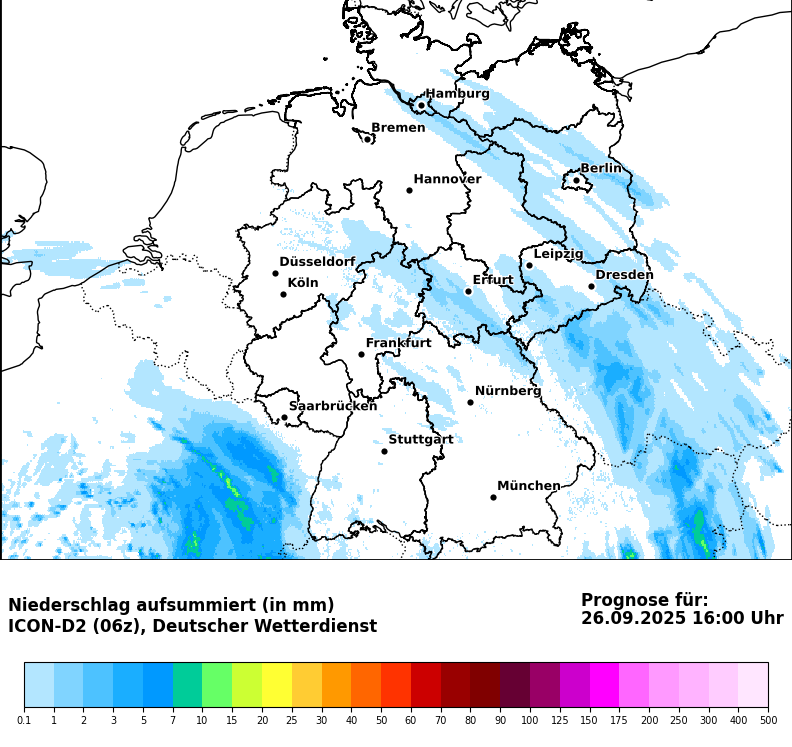 Hamburg
Bremen
Berlin
Hannover
Leipzig
Düsseldorf
Dresden
Köln
Erfurt
Frankfurt
Nürnberg
Saarbrücken
Stuttgart
München
Niederschlag aufsummiert (in mm)
ICON-D2 (06z), Deutscher Wetterdienst
Prognose für:
26.09.2025 16:00 Uhr
0.1 1 2 3 5 7 10 15 20 25 30 40 50 60 70 80 90 100 125 150 175 200 250 300 400 500